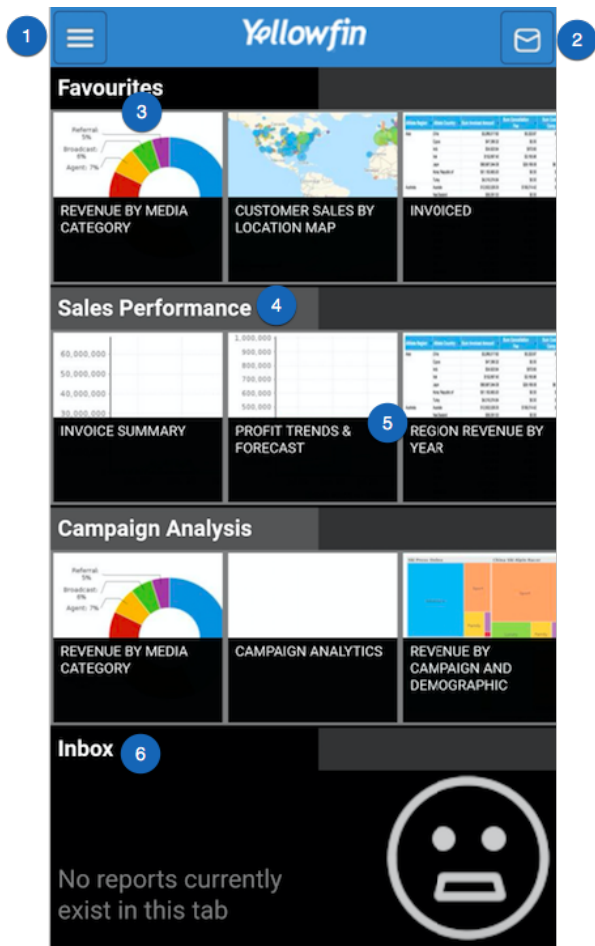 1
Yellowfin
2
Favourites
3
Referral:
5%
Broadcast:
6%
Agent: 7%
REVENUE BY MEDIA
CATEGORY
CUSTOMER SALES BY
LOCATION MAP
INVOICED
Sales Performance
4
60,000,000
50,000,000
40,000,000
30,000,000
INVOICE SUMMARY
1,000,000
900,000
800,000
700,000
600,000
500,000
PROFIT TRENDS &
FORECAST
5
REGION REVENUE BY
YEAR
Campaign Analysis
Referral:
5%
Broadcast:
6%
Agent: 7%
REVENUE BY MEDIA
CATEGORY
CAMPAIGN ANALYTICS
REVENUE BY
CAMPAIGN AND
DEMOGRAPHIC
Inbox
6
No reports currently
exist in this tab